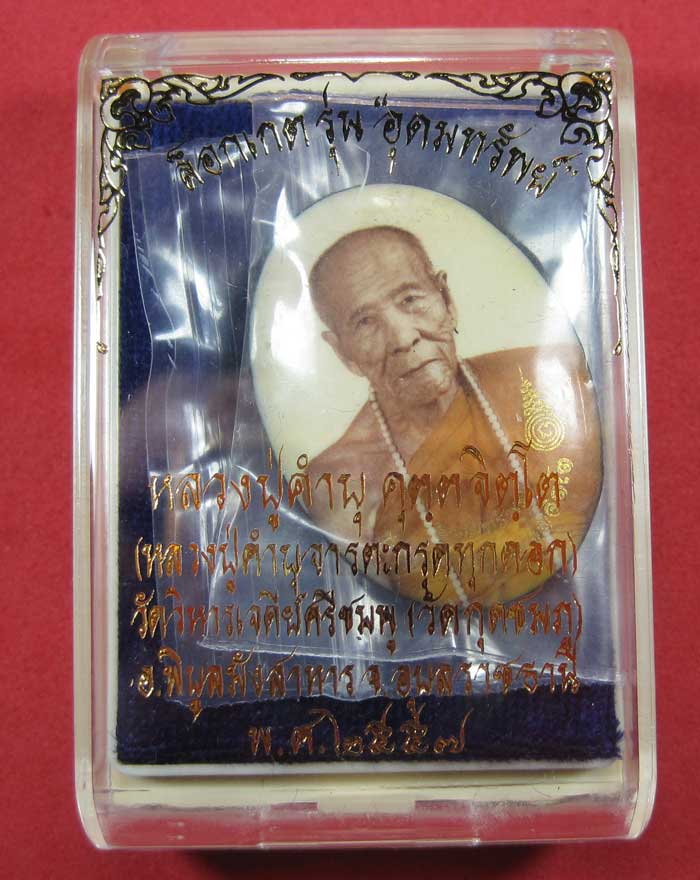 ล็อกเกตรุ่น "อุดมทรัพย์"
หลวงปู่คำพุ คุตฺตจิตฺโต
(หลวงปู่คำพุจารตะกรุดทุกดอก)
วัดวิหารเจดีย์ศรีชมพุ (วัดกุดชมภู)
อ.พิบูลมังสาหาร จ.อุบลราชธานี
พ.ศ.๒๕๕๗